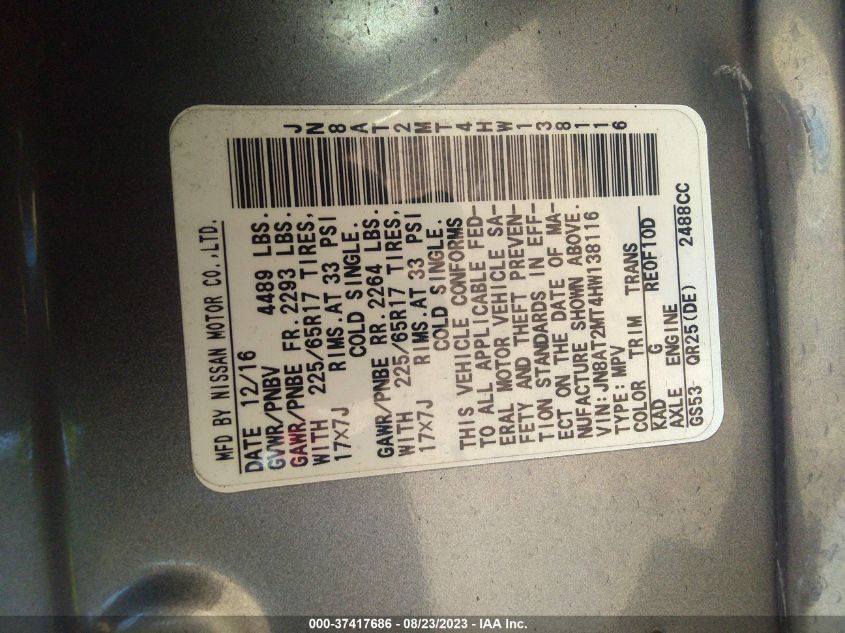 JN8AT2MT4HW138116
MFD BY NISSAN MOTOR CO.,LTD.
DATE 12/16
GVWR/PNBV 4489 LBS.
GAWR/PNBE FR. 2293 LBS.
WITH 225/65R17 TIRES,
17X7J RIMS. AT 33 PSI
COLD SINGLE.
GAWR/PNBE RR. 2264 LBS.
WITH 225/65R17 TIRES,
17X7J RIMS. AT 33 PSI
COLD SINGLE.
THIS VEHICLE CONFORMS
TO ALL APPLICABLE FED-
ERAL MOTOR VEHICLE SA-
FETY AND THEFT PREVEN-
TION STANDARDS IN EFF-
ECT ON THE DATE OF MA-
NUFACTURE SHOWN ABOVE.
VIN: JN8AT2MT4HW138116
TYPE: MPV
COLOR TRIM TRANS
KAD G RE0F10D
AXLE ENGINE
GS53 QR25(DE) 2488CC
000-37417686 - 08/23/2023 - IAA Inc.